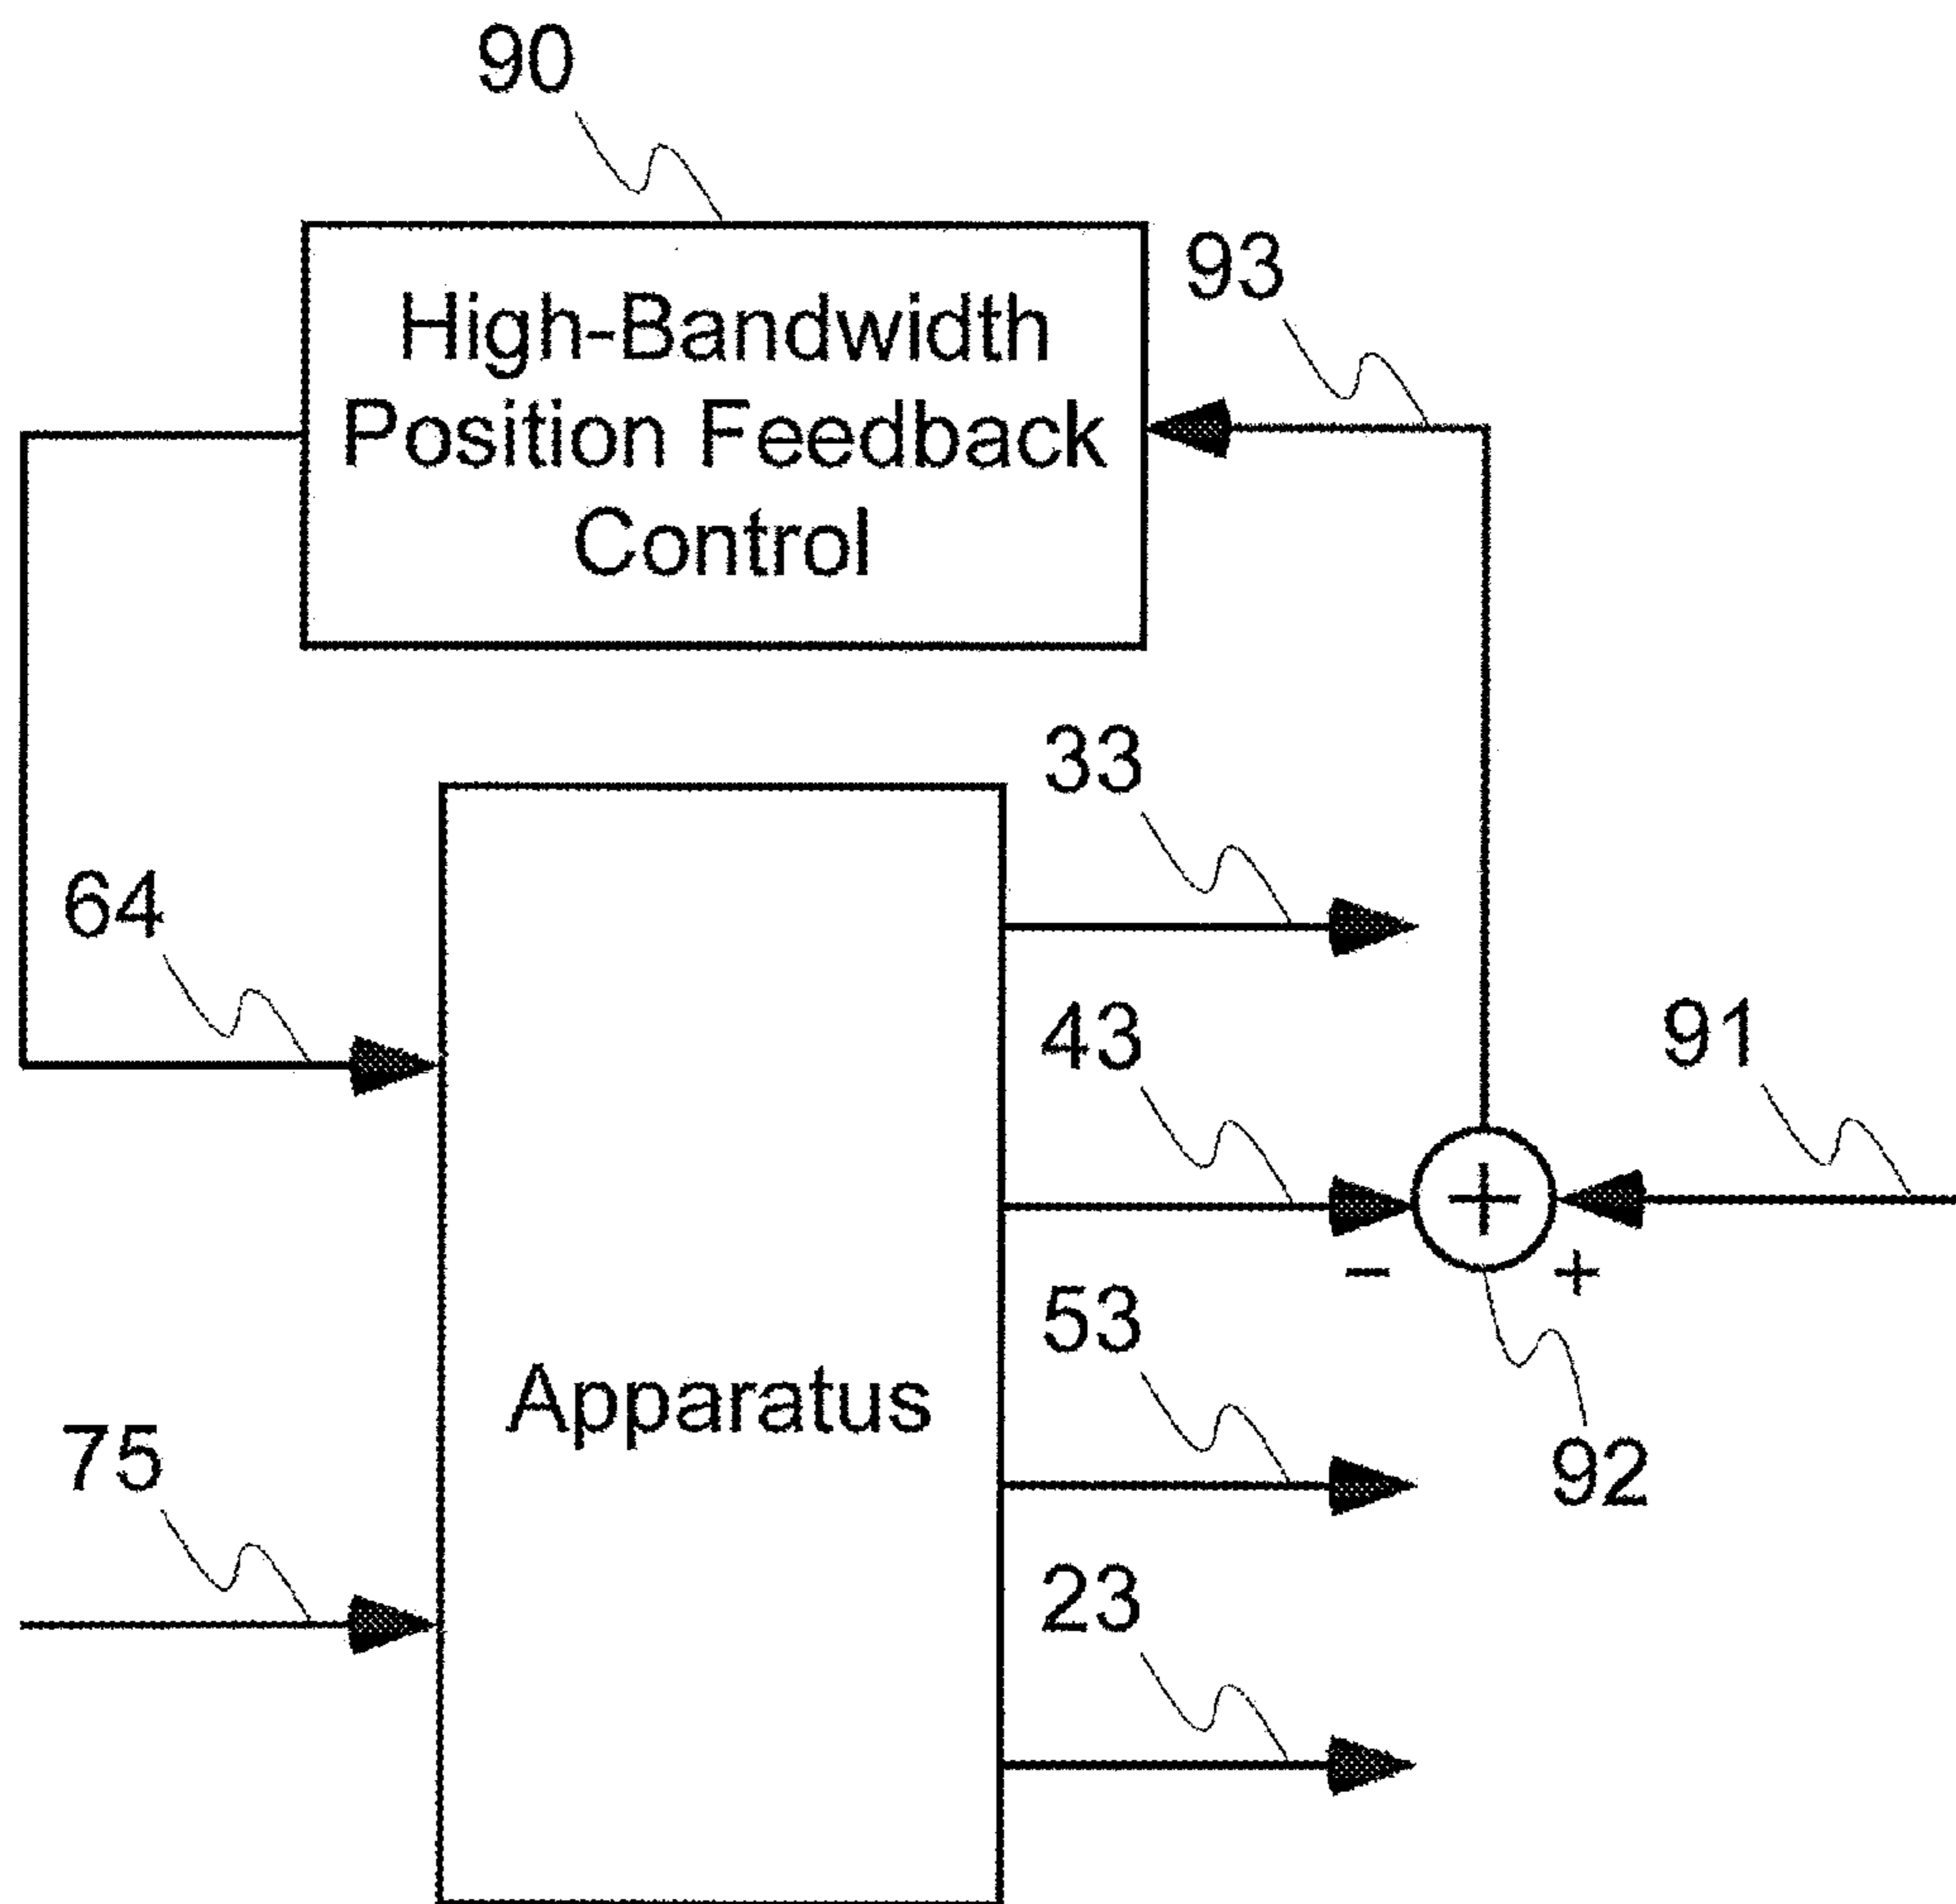 90
High-Bandwidth
Position Feedback
Control
93
33
64
43
91
- +
53
Apparatus
75
92
23